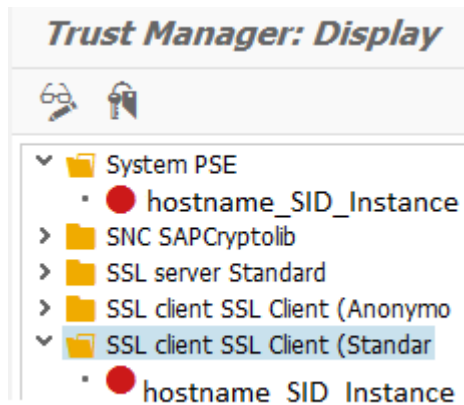 Trust Manager: Display
System PSE
hostname_SID_Instance
SNC SAPCryptolib
SSL server Standard
SSL client SSL Client (Anonymo
SSL client SSL Client (Standar
hostname_SID_Instance